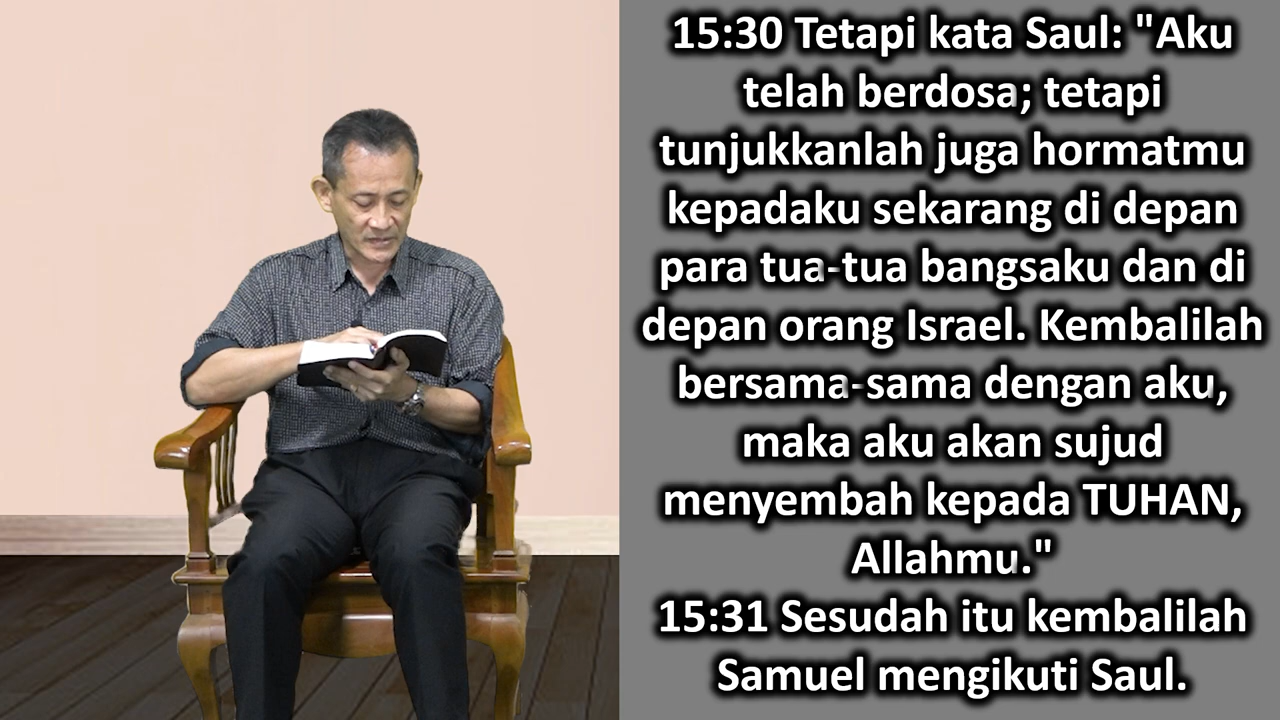 15:30 Tetapi kata Saul: "Aku
telah berdosa; tetapi
tunjukkanlah juga hormatmu
kepadaku sekarang di depan
para tua-tua bangsaku dan di
depan orang Israel. Kembalilah
bersama-sama dengan aku,
maka aku akan sujud
menyembah kepada TUHAN,
Allahmu."
15:31 Sesudah itu kembalilah
Samuel mengikuti Saul.